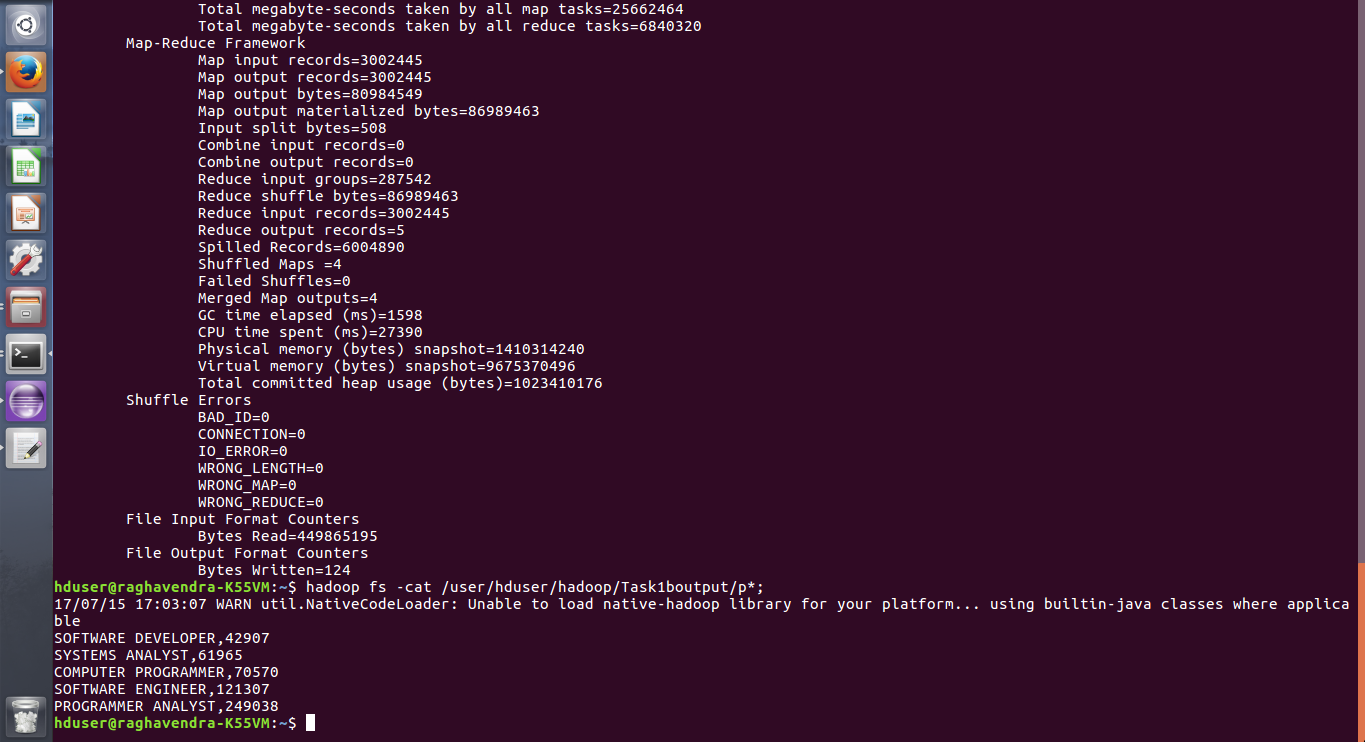 Total megabyte-seconds taken by all map tasks=25662464
Total megabyte-seconds taken by all reduce tasks=6840320
Map-Reduce Framework
Map input records=3002445
Map output records=3002445
Map output bytes=80984549
Map output materialized bytes=86989463
Input split bytes=508
Combine input records=0
Combine output records=0
Reduce input groups=287542
Reduce shuffle bytes=86989463
Reduce input records=3002445
Reduce output records=5
Spilled Records=6004890
Shuffled Maps =4
Failed Shuffles=0
Merged Map outputs=4
GC time elapsed (ms)=1598
CPU time spent (ms)=27390
Physical memory (bytes) snapshot=1410314240
Virtual memory (bytes) snapshot=9675370496
Total committed heap usage (bytes)=1023410176
Shuffle Errors
BAD_ID=0
CONNECTION=0
IO_ERROR=0
WRONG_LENGTH=0
WRONG_MAP=0
WRONG_REDUCE=0
File Input Format Counters
Bytes Read=449865195
File Output Format Counters
Bytes Written=124
hduser@raghavendra-K55VM:~$ hadoop fs -cat /user/hduser/hadoop/Task1boutput/p*;
17/07/15 17:03:07 WARN util.NativeCodeLoader: Unable to load native-hadoop library for your platform... using builtin-java classes where applica
ble
SOFTWARE DEVELOPER,42907
SYSTEMS ANALYST,61965
COMPUTER PROGRAMMER,70570
SOFTWARE ENGINEER,121307
PROGRAMMER ANALYST,249038
hduser@raghavendra-K55VM:~$